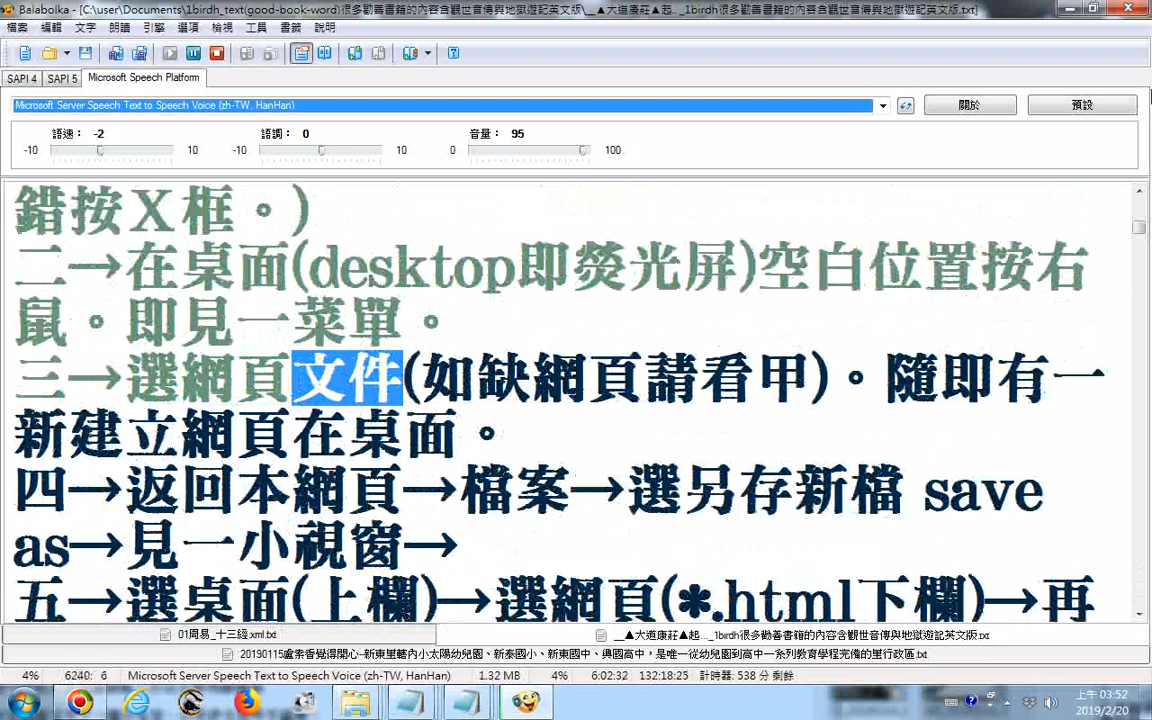 Balabolka - [C:\user\Documents\1birdh_text(good-book-word)很多勸善書籍的內容含觀世音傳與地獄遊記英文版\__▲大道康莊▲起..._1birdh很多勸善書籍的內容含觀世音傳與地獄遊記英文版.txt]
檔案 編輯 文字 朗讀 引擎 選項 檢視 工具 書籤 說明
SAPI 4 SAPI 5 Microsoft Speech Platform
Microsoft Server Speech Text to Speech Voice (zh-TW, HanHan) 關於 預設
語速： -2 語調： 0 音量： 95
-10 10 -10 10 0 100
錯按Ｘ框。)
二→在桌面(desktop即熒光屏)空白位置按右
鼠。即見一菜單。
三→選網頁文件(如缺網頁請看甲)。隨即有一
新建立網頁在桌面。
四→返回本網頁→檔案→選另存新檔 save
as→見一小視窗→
五→選桌面(上欄)→選網頁(*.html下欄)→再
01周易_十三經.xml.txt __▲大道康莊▲起..._1birdh很多勸善書籍的內容含觀世音傳與地獄遊記英文版.txt
20190115盧素香覺得開心--新東里轄內小太陽幼兒園、新泰國小、新東國中、興國高中，是唯一從幼兒園到高中一系列教育學程完備的里行政區.txt
4% 6240: 6 Microsoft Server Speech Text to Speech Voice (zh-TW, HanHan) 1.32 MB 4% 6:02:32 132:18:25 計時器: 538 分 剩餘
上午 03:52
2019/2/20